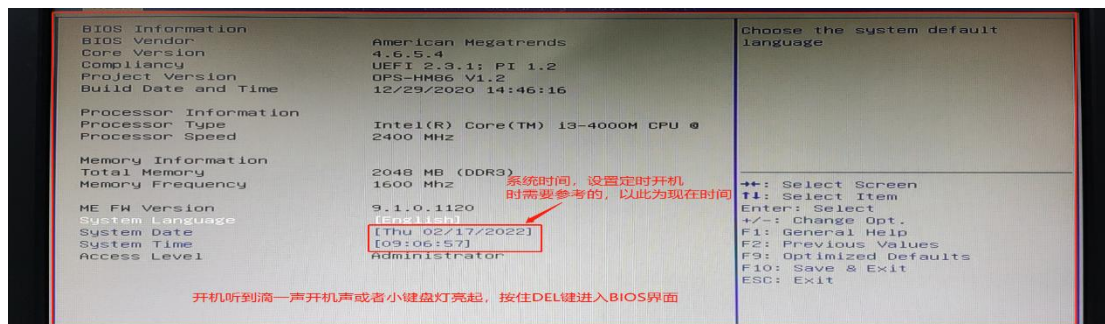 BIOS Information
BIOS Vendor American Megatrends
Core Version 4.6.5.4
Compliancy UEFI 2.3.1; PI 1.2
Project Version OPS-HM86 V1.2
Build Date and Time 12/29/2020 14:46:16
Processor Information
Processor Type Intel(R) Core(TM) i3-4000M CPU @
Processor Speed 2400 MHz
Memory Information
Total Memory 2048 MB (DDR3)
Memory Frequency 1600 Mhz
系统时间，设置定时开机
时需要参考的，以此为现在时间
ME FW Version 9.1.0.1120
System Language [English]
System Date [Thu 02/17/2022]
System Time [09:06:57]
Access Level Administrator
开机听到滴一声开机声或者小键盘灯亮起，按住DEL键进入BIOS界面
Choose the system default
language
→←: Select Screen
↑↓: Select Item
Enter: Select
+/-: Change Opt.
F1: General Help
F2: Previous Values
F9: Optimized Defaults
F10: Save & Exit
ESC: Exit